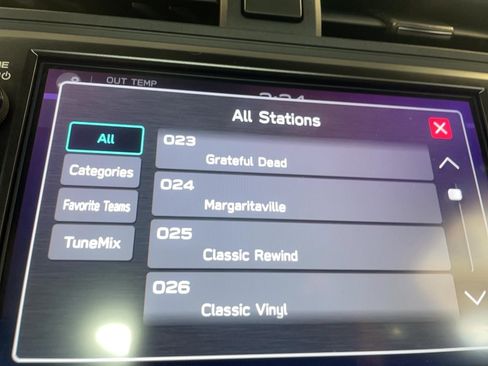 OUT TEMP
All Stations
All
Categories
Favorite Teams
TuneMix
023
Grateful Dead
024
Margaritaville
025
Classic Rewind
026
Classic Vinyl